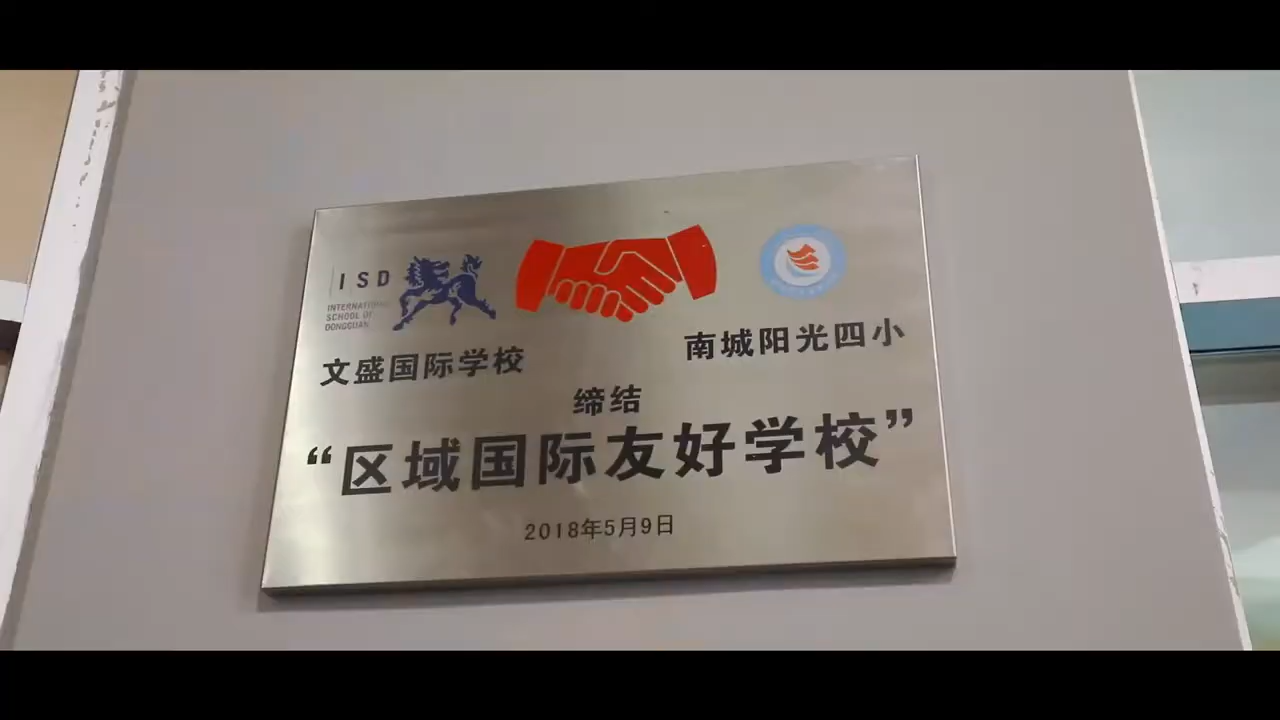 ISD
INTERNATIONAL
SCHOOL OF
DONGGUAN
文盛国际学校
南城阳光四小
缔结
“区域国际友好学校”
2018年5月9日